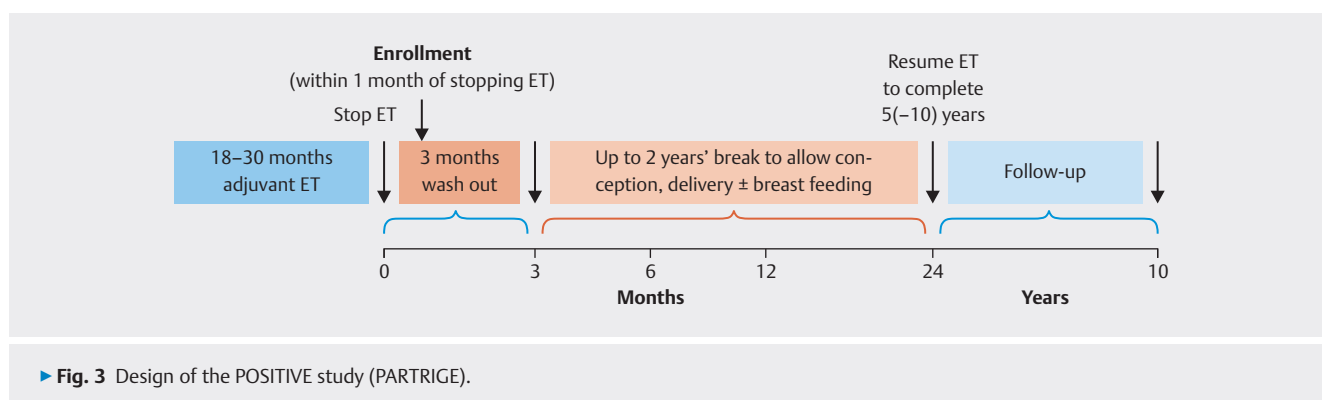 Enrollment
(within 1 month of stopping ET)
Stop ET
Resume ET
to complete
5(–10) years
18–30 months
adjuvant ET
3 months
wash out
Up to 2 years’ break to allow con-
ception, delivery ± breast feeding
Follow-up
0
3
6
12
24
10
Months
Years
▶ Fig. 3 Design of the POSITIVE study (PARTRIGE).